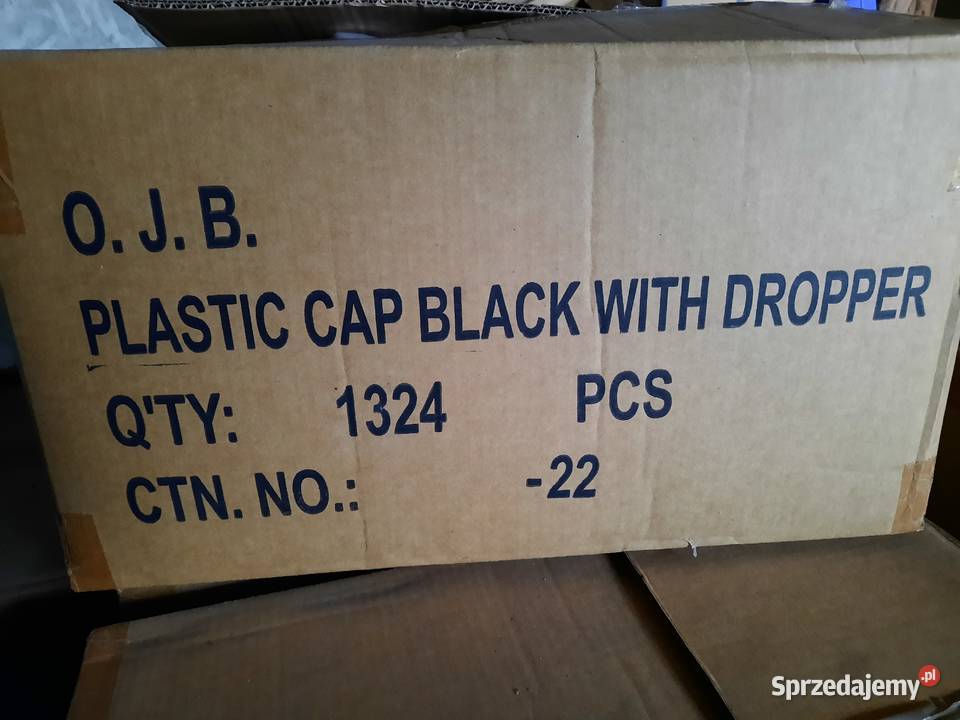 O. J. B.
PLASTIC CAP BLACK WITH DROPPER
Q'TY: 1324 PCS
CTN. NO.: -22
Sprzedajemy.pl